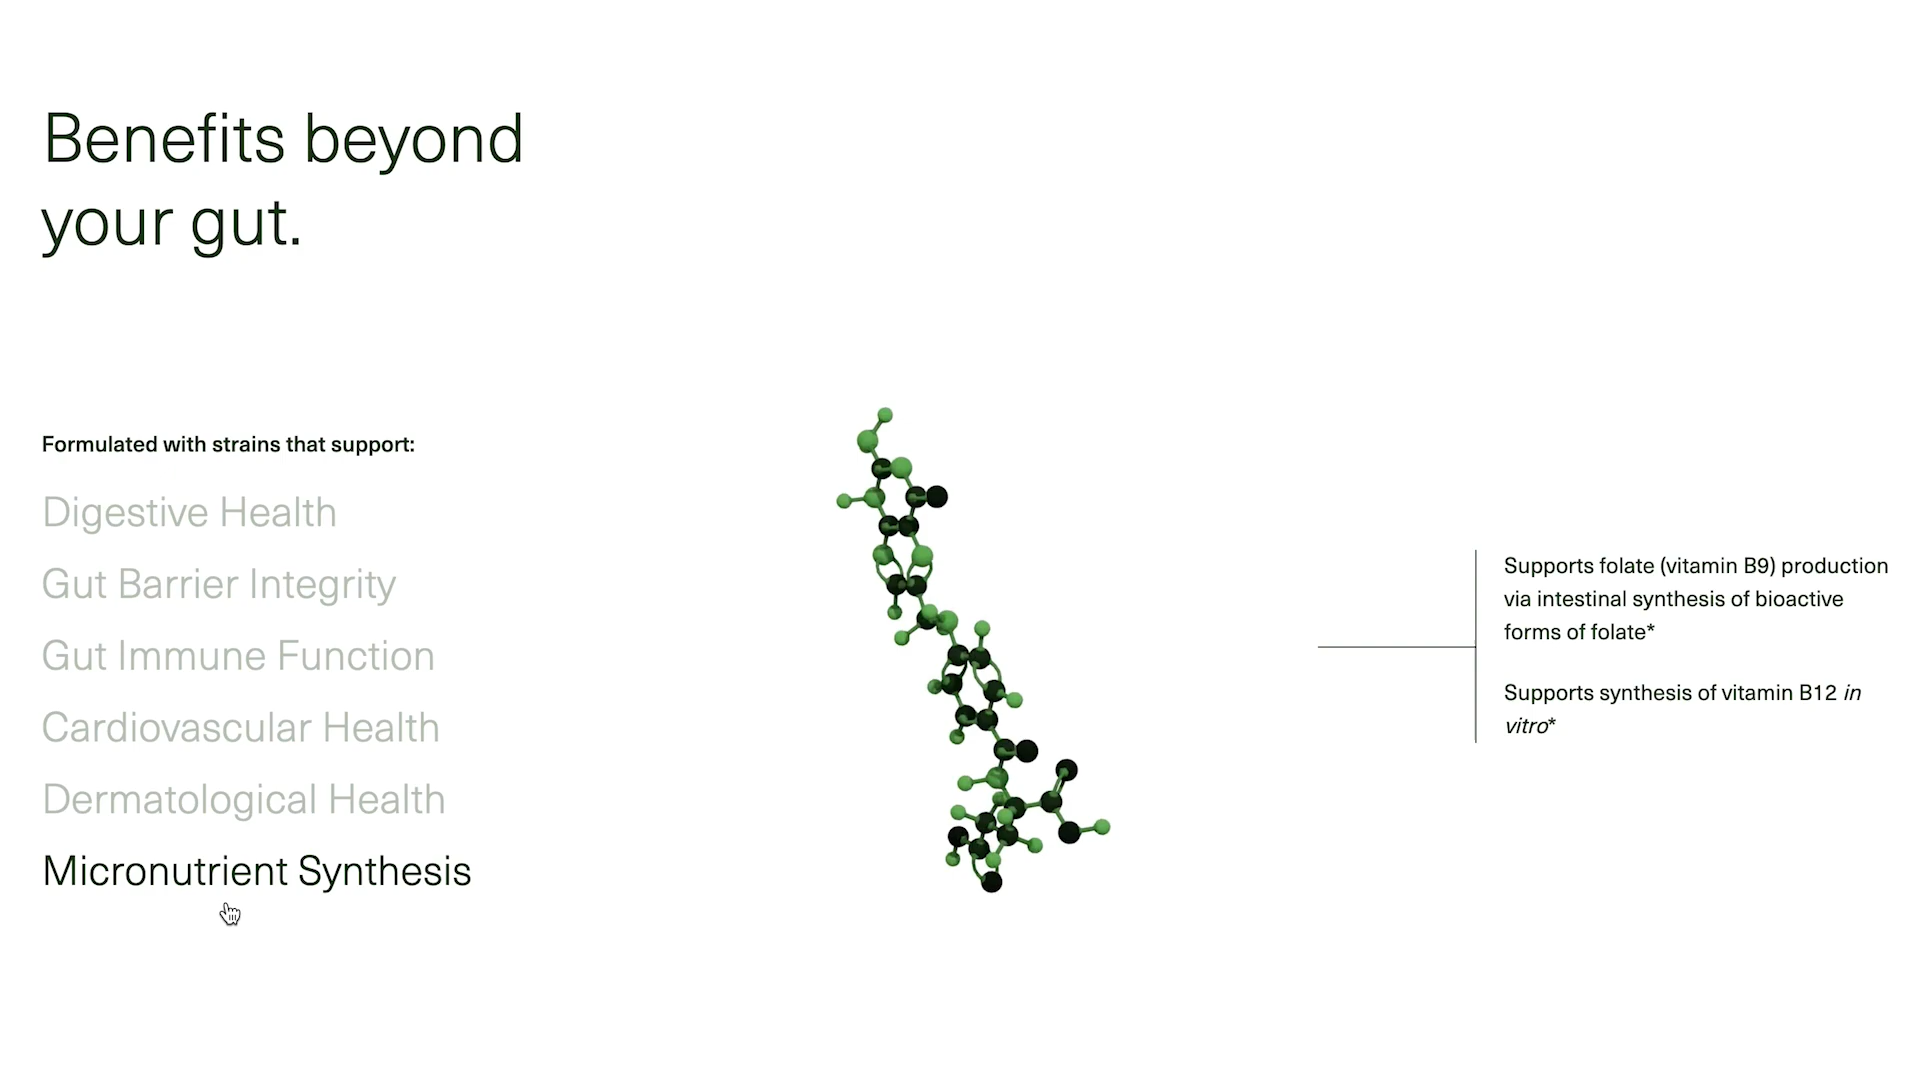 Benefits beyond
your gut.
Formulated with strains that support:
Digestive Health
Gut Barrier Integrity
Gut Immune Function
Cardiovascular Health
Dermatological Health
Micronutrient Synthesis
Supports folate (vitamin B9) production
via intestinal synthesis of bioactive
forms of folate*
Supports synthesis of vitamin B12 in
vitro*